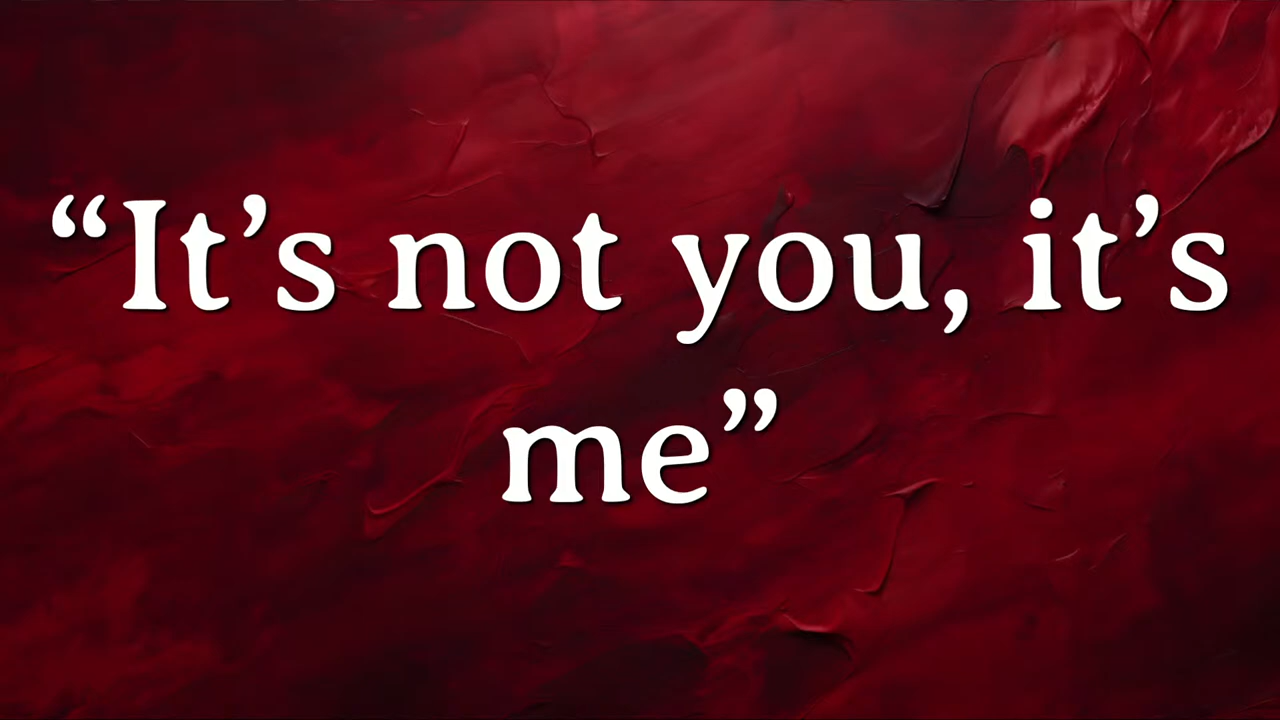 “It’s not you, it’s
me”